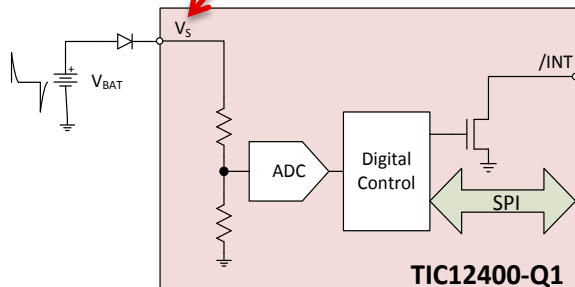 VS
/INT
+
VBAT
ADC
Digital
Control
SPI
TIC12400-Q1